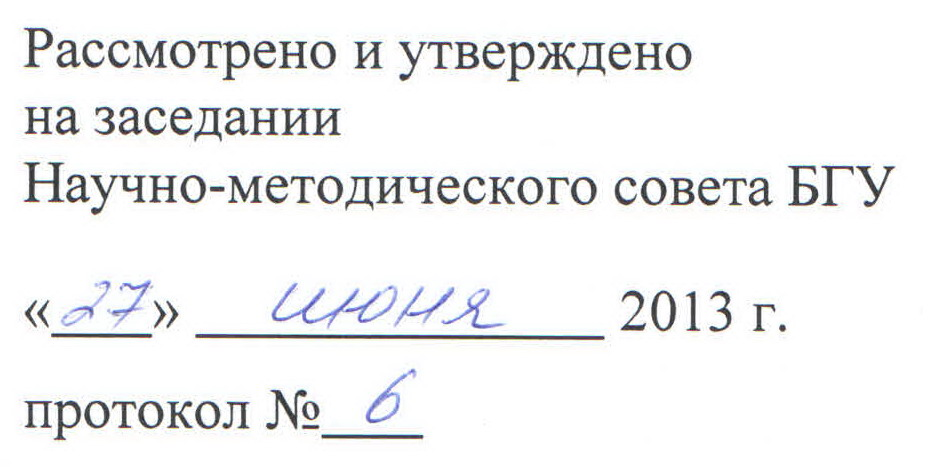 Рассмотрено и утверждено
на заседании
Научно-методического совета БГУ
«27» июня 2013 г.
протокол № 6